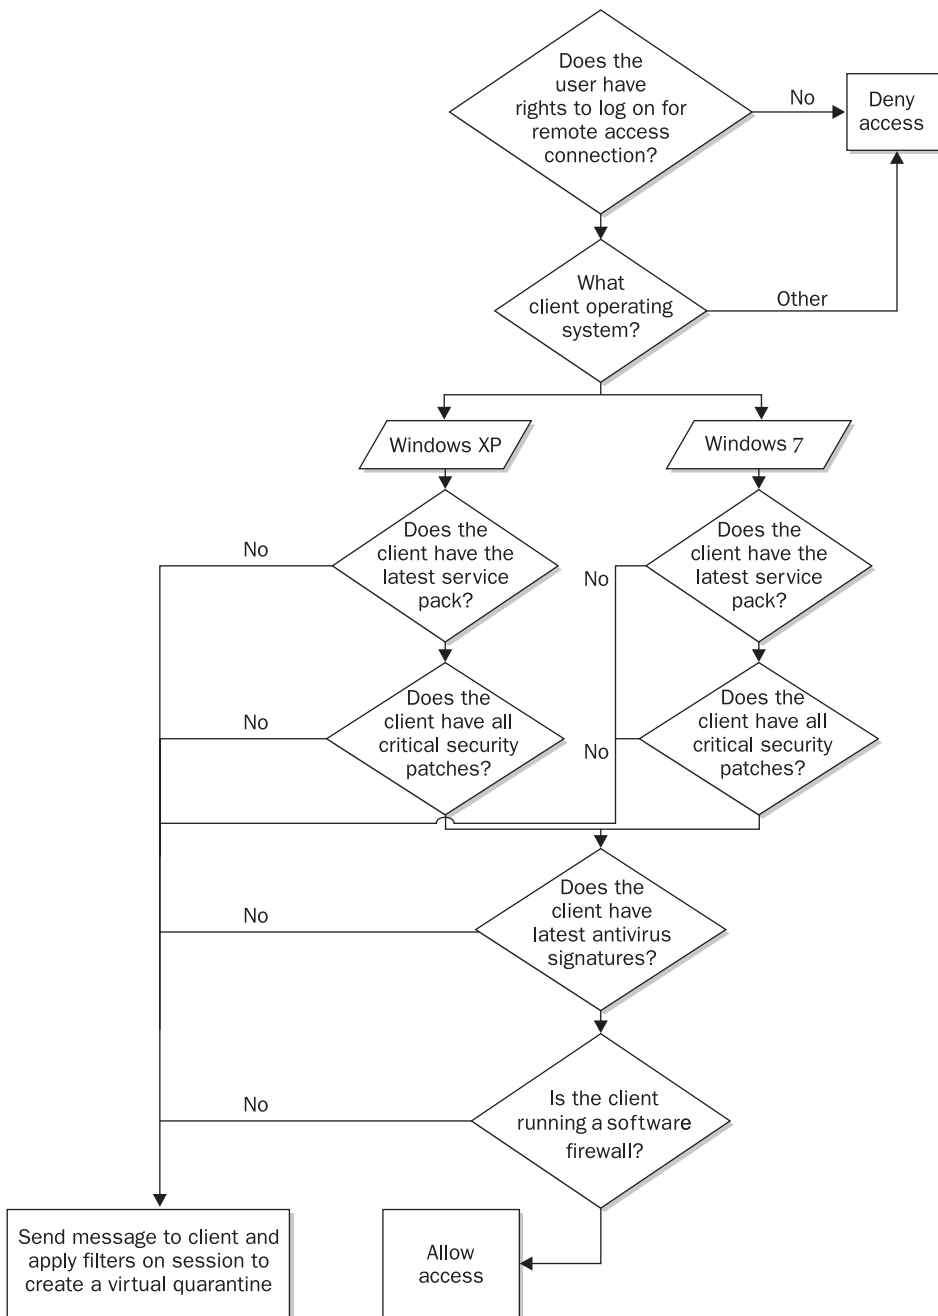 Does the
user have
rights to log on for
remote access
connection?
No
Deny
access
What
client operating
system?
Other
Windows XP
Windows 7
Does the
client have the
latest service
pack?
No
Does the
client have the
latest service
pack?
No
Does the
client have all
critical security
patches?
No
Does the
client have all
critical security
patches?
No
Does the
client have
latest antivirus
signatures?
No
Is the client
running a software
firewall?
No
Send message to client and
apply filters on session to
create a virtual quarantine
Allow
access